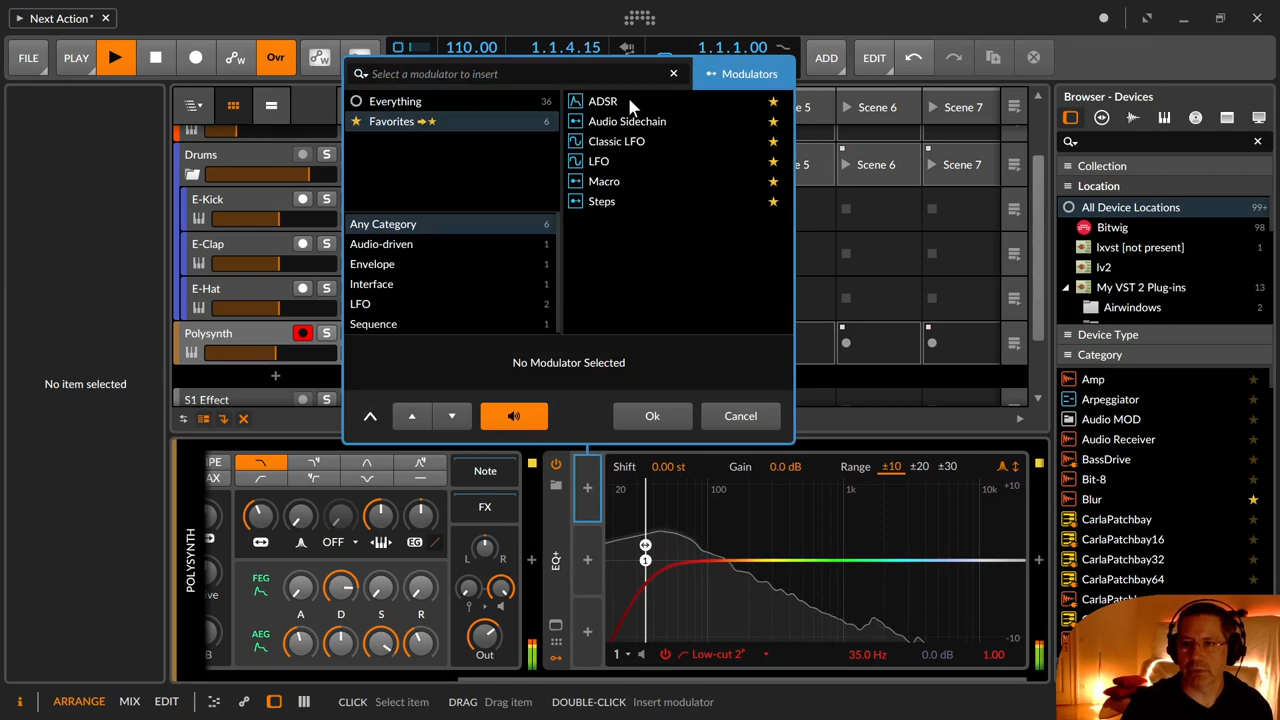 Next Action*
FILE
PLAY
Ovr
110.00
1.1.4.15
1.1.1.00
ADD
EDIT
Select a modulator to insert
Modulators
Everything 36
Favorites 6
Any Category 6
Audio-driven 1
Envelope 1
Interface 1
LFO 2
Sequence 1
ADSR
Audio Sidechain
Classic LFO
LFO
Macro
Steps
No Modulator Selected
Ok
Cancel
No item selected
Drums
S
E-Kick
S
E-Clap
S
E-Hat
S
Polysynth
S
S1 Effect
S
Scene 6
Scene 7
Scene 6
Scene 7
Browser - Devices
Collection
Location
All Device Locations 99+
Bitwig 98
lxvst [not present]
lv2
My VST 2 Plug-ins 13
Airwindows
Device Type
Category
Amp
Arpeggiator
Audio MOD
Audio Receiver
BassDrive
Bit-8
Blur
CarlaPatchbay
CarlaPatchbay16
CarlaPatchbay32
CarlaPatchbay64
POLYSYNTH
OFF
EG
FEG
A D S R
AEG
Note
FX
L R
Out
EQ+
Shift 0.00 st Gain 0.0 dB Range ±10 ±20 ±30
20 100 1k 10k +10
1
-10
1 Low-cut 2P 35.0 Hz 0.0 dB 1.00
ARRANGE MIX EDIT
CLICK Select item DRAG Drag item DOUBLE-CLICK Insert modulator